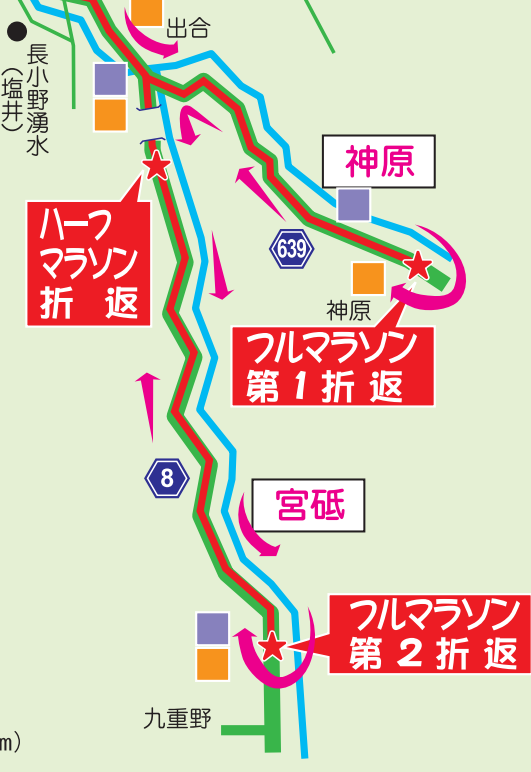 出合
長小野湧水
（塩井）
神原
639
神原
ハーフ
マラソン
折 返
フルマラソン
第1折 返
8
宮砥
フルマラソン
第2折 返
九重野
m）